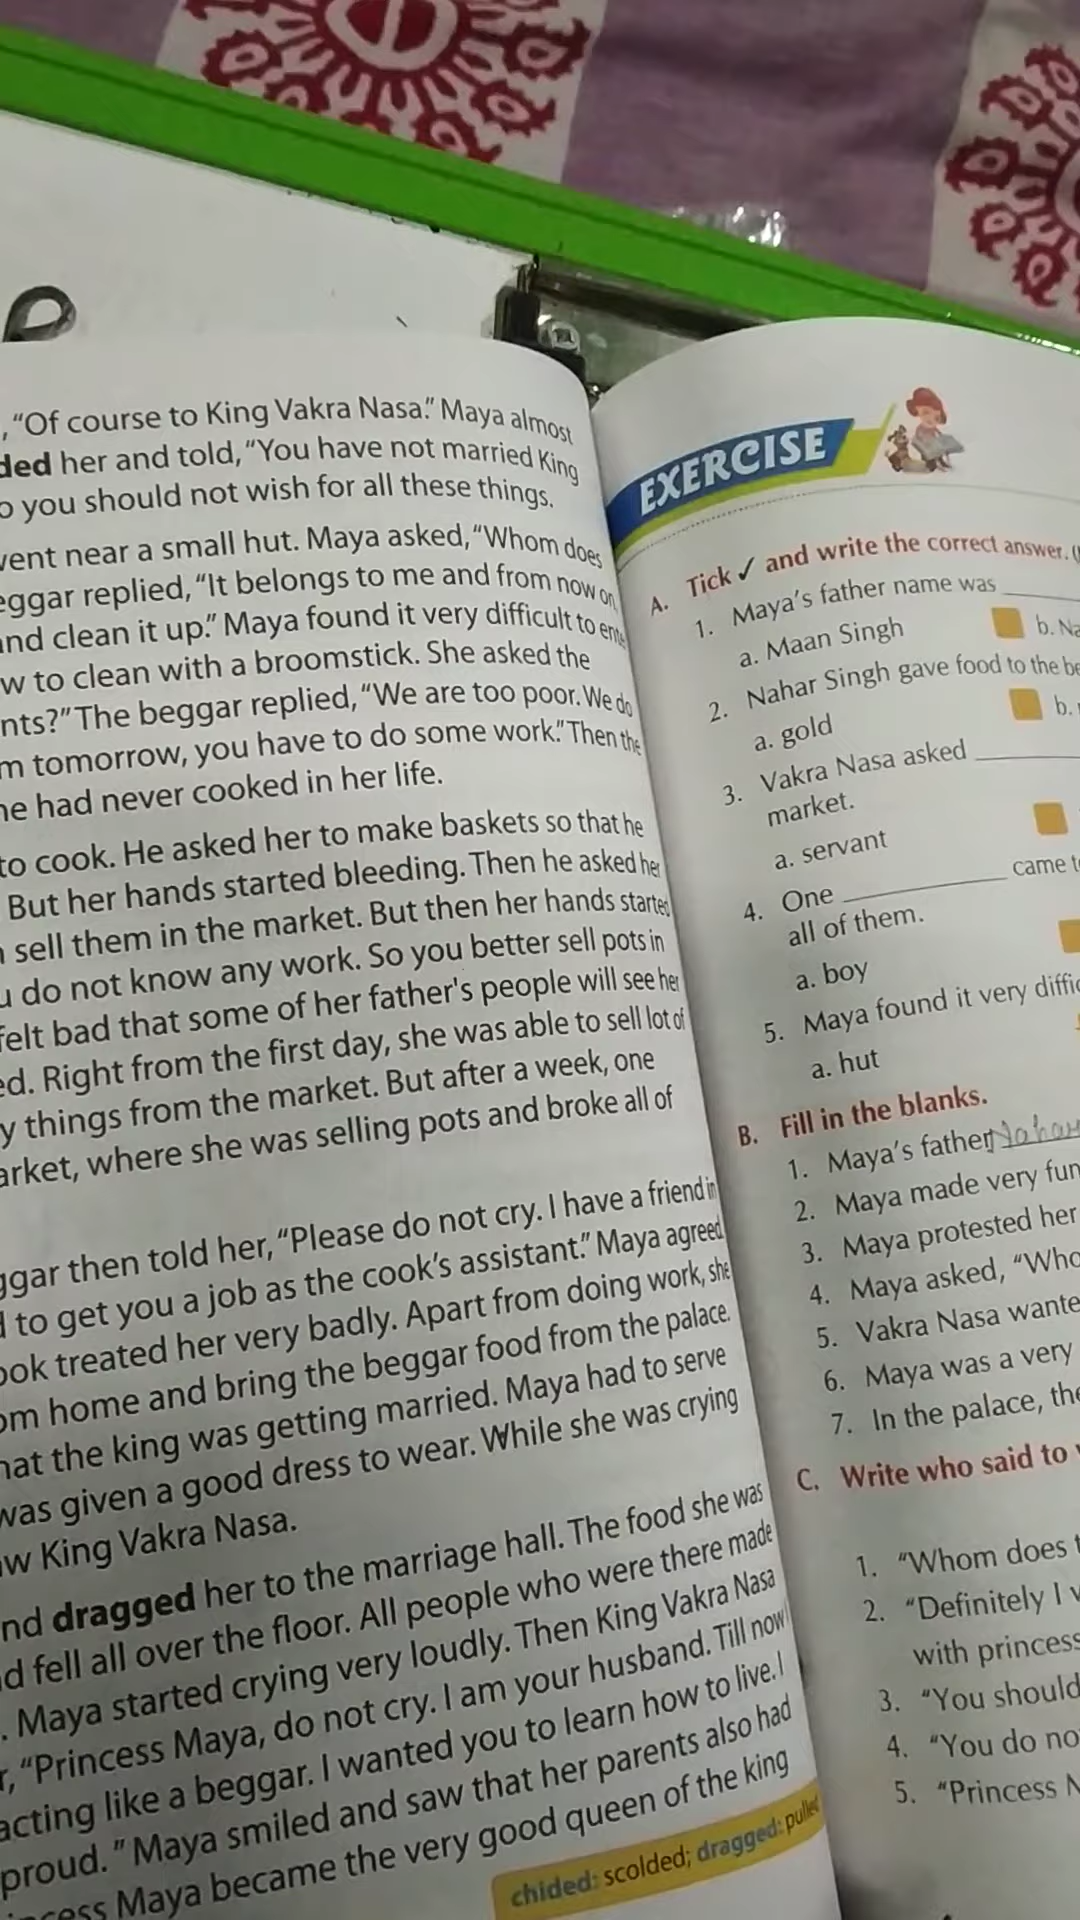 , “Of course to King Vakra Nasa.” Maya almost
ded her and told, “You have not married King
o you should not wish for all these things.
went near a small hut. Maya asked, “Whom does
eggar replied, “It belongs to me and from now on,
and clean it up.” Maya found it very difficult to ente
w to clean with a broomstick. She asked the
nts?” The beggar replied, “We are too poor. We do
m tomorrow, you have to do some work.” Then the
he had never cooked in her life.
to cook. He asked her to make baskets so that he
But her hands started bleeding. Then he asked her
sell them in the market. But then her hands started
u do not know any work. So you better sell pots in
felt bad that some of her father's people will see her
ed. Right from the first day, she was able to sell lot of
y things from the market. But after a week, one
arket, where she was selling pots and broke all of
ggar then told her, “Please do not cry. I have a friend in
d to get you a job as the cook’s assistant.” Maya agreed
ook treated her very badly. Apart from doing work, she
om home and bring the beggar food from the palace.
hat the king was getting married. Maya had to serve
was given a good dress to wear. While she was crying
aw King Vakra Nasa.
nd dragged her to the marriage hall. The food she was
d fell all over the floor. All people who were there made
. Maya started crying very loudly. Then King Vakra Nasa
r, “Princess Maya, do not cry. I am your husband. Till now
acting like a beggar. I wanted you to learn how to live. I
proud. ” Maya smiled and saw that her parents also had
incess Maya became the very good queen of the king
chided: scolded; dragged: pulled
EXERCISE
A. Tick ✓ and write the correct answer. (
1. Maya’s father name was ______
a. Maan Singh b. Na
2. Nahar Singh gave food to the be
a. gold b.
3. Vakra Nasa asked ______
market.
a. servant
4. One ______ came to
all of them.
a. boy
5. Maya found it very diffic
a. hut
B. Fill in the blanks.
1. Maya’s father Nahar
2. Maya made very fun
3. Maya protested her
4. Maya asked, “Who
5. Vakra Nasa wante
6. Maya was a very
7. In the palace, the
C. Write who said to w
1. “Whom does t
2. “Definitely I w
with princess
3. “You should
4. “You do no
5. “Princess M